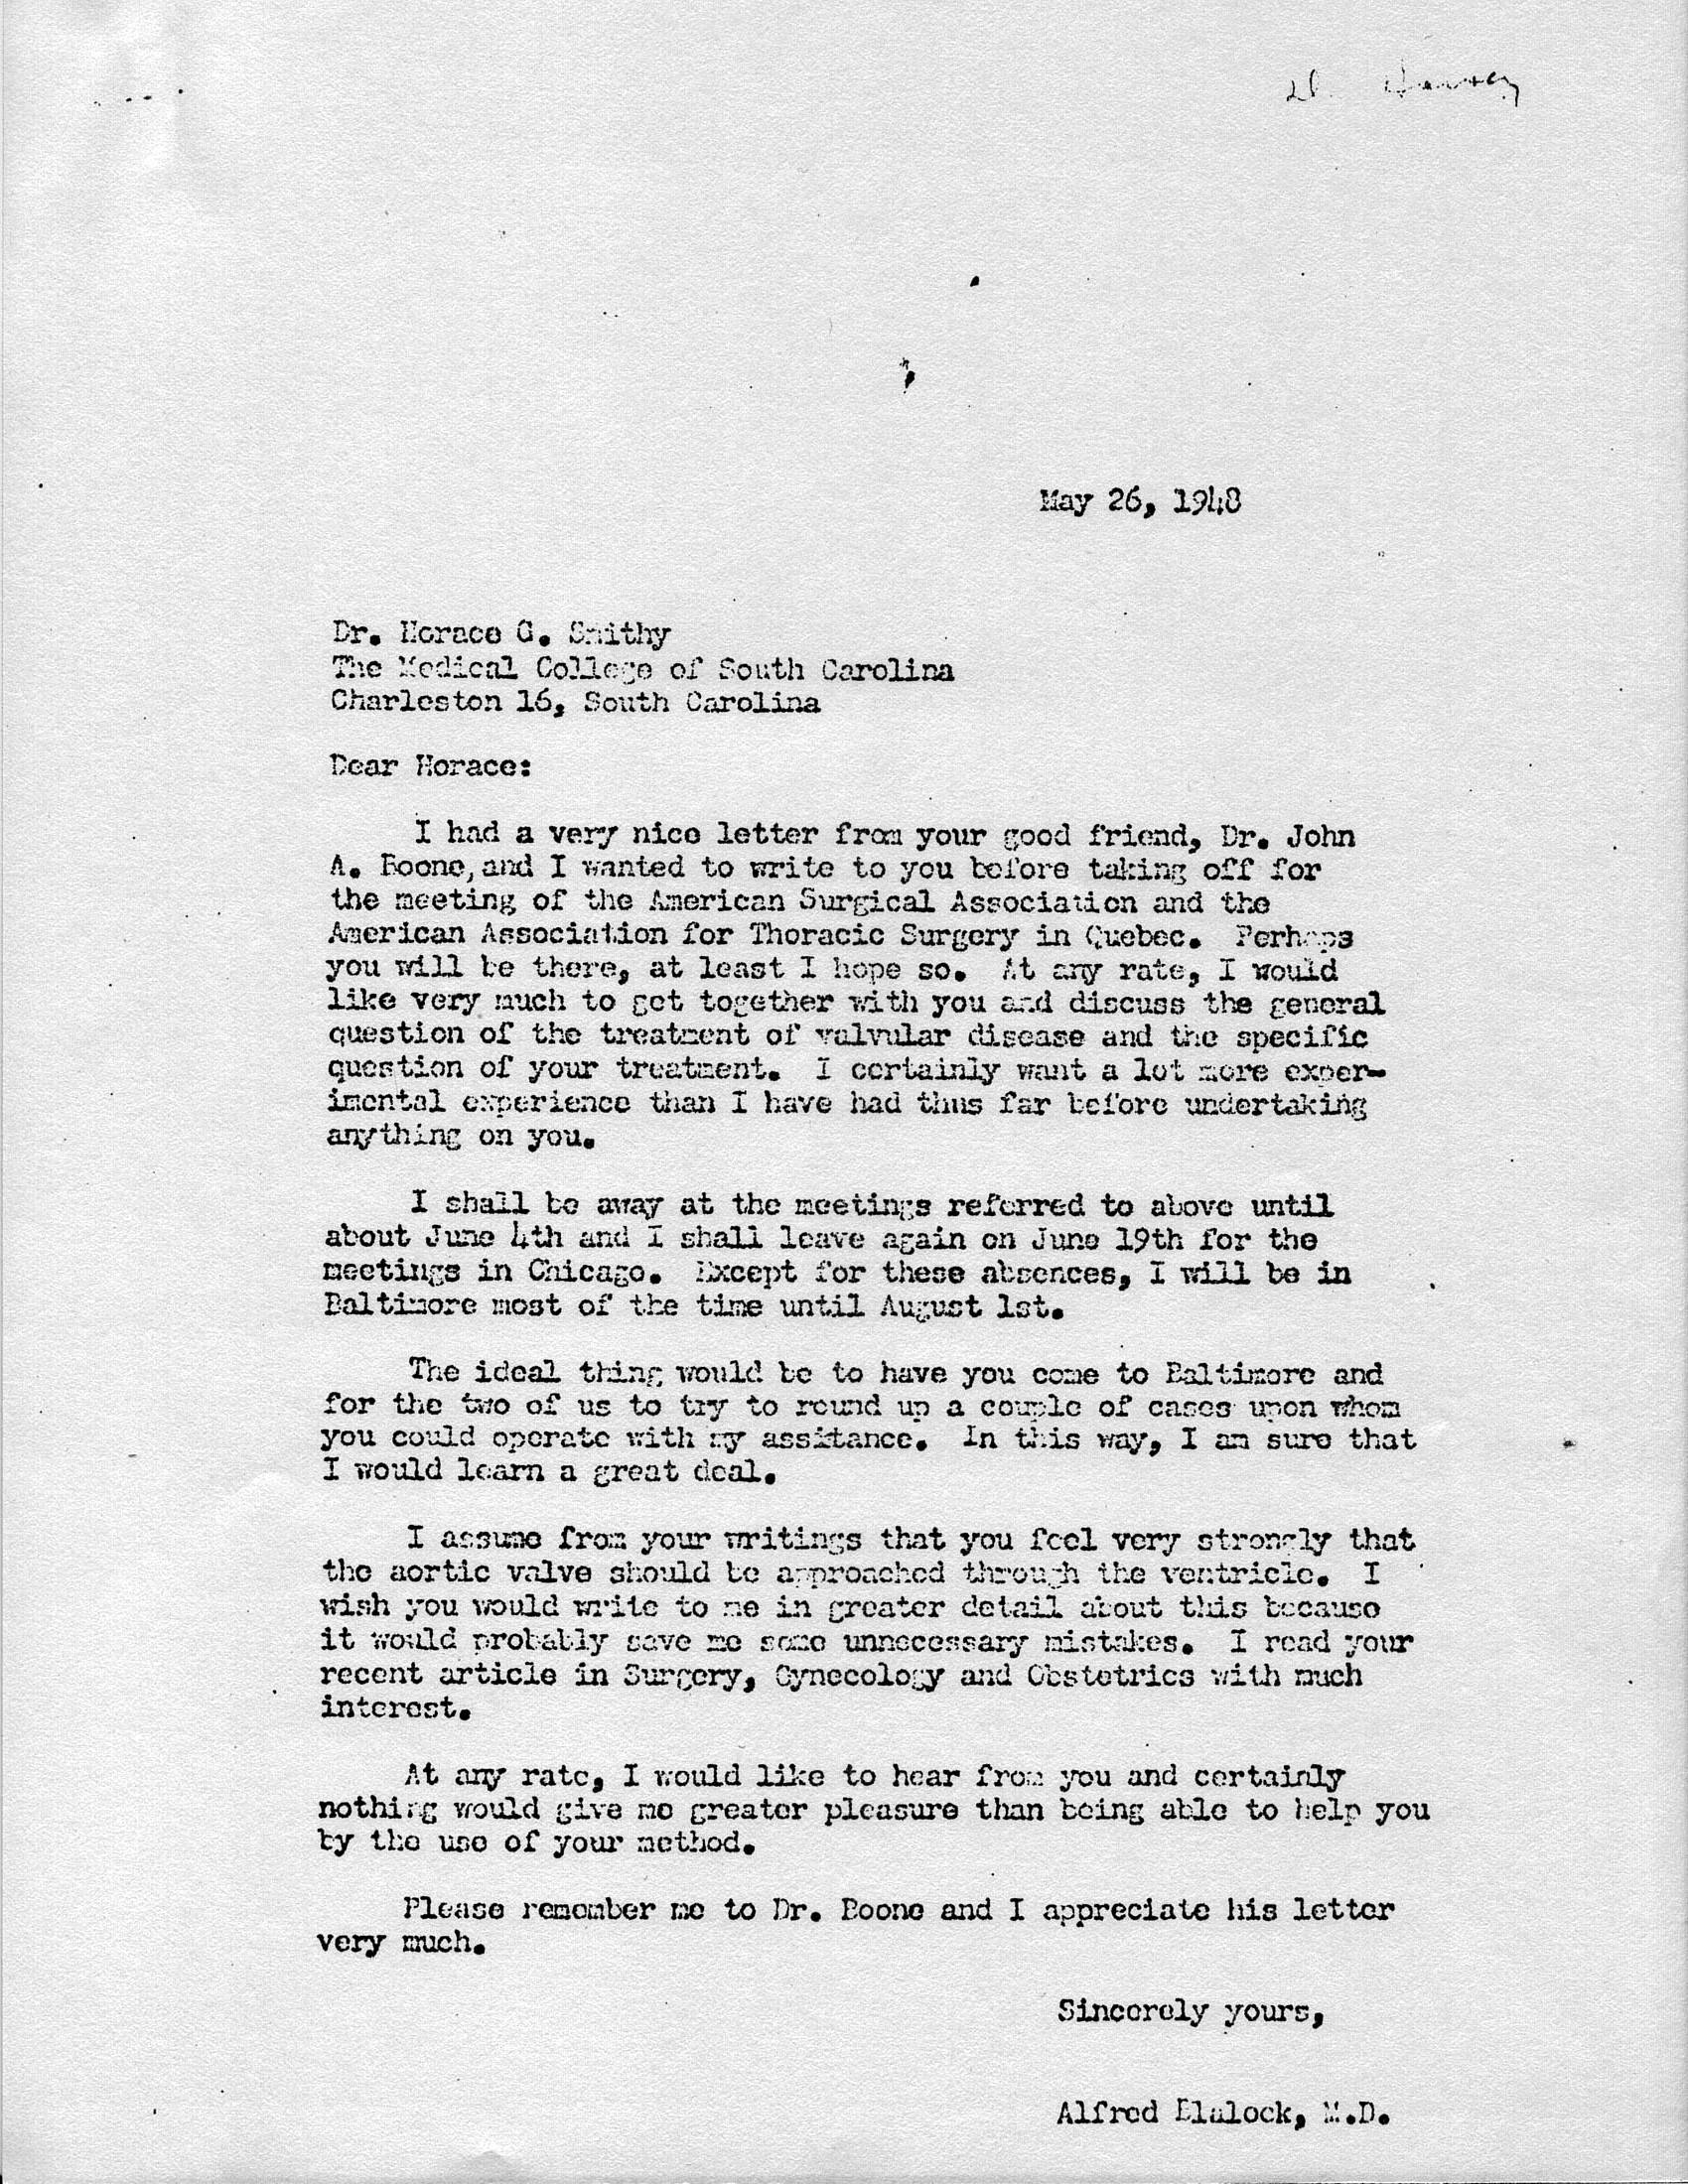 May 26, 1948
Dr. Horace G. Smithy
The Medical College of South Carolina
Charleston 16, South Carolina
Dear Horace:
I had a very nice letter from your good friend, Dr. John
A. Boone, and I wanted to write to you before taking off for
the meeting of the American Surgical Association and the
American Association for Thoracic Surgery in Quebec. Perhaps
you will be there, at least I hope so. At any rate, I would
like very much to get together with you and discuss the general
question of the treatment of valvular disease and the specific
question of your treatment. I certainly want a lot more exper-
imental experience than I have had thus far before undertaking
anything on you.
I shall be away at the meetings referred to above until
about June 4th and I shall leave again on June 19th for the
meetings in Chicago. Except for these absences, I will be in
Baltimore most of the time until August 1st.
The ideal thing would be to have you come to Baltimore and
for the two of us to try to round up a couple of cases upon whom
you could operate with my assitance. In this way, I am sure that
I would learn a great deal.
I assume from your writings that you feel very strongly that
the aortic valve should be approached through the ventricle. I
wish you would write to me in greater detail about this because
it would probably save me some unnecessary mistakes. I read your
recent article in Surgery, Gynecology and Obstetrics with much
interest.
At any rate, I would like to hear from you and certainly
nothing would give me greater pleasure than being able to help you
by the use of your method.
Please remember me to Dr. Boone and I appreciate his letter
very much.
Sincerely yours,
Alfred Blalock, M.D.